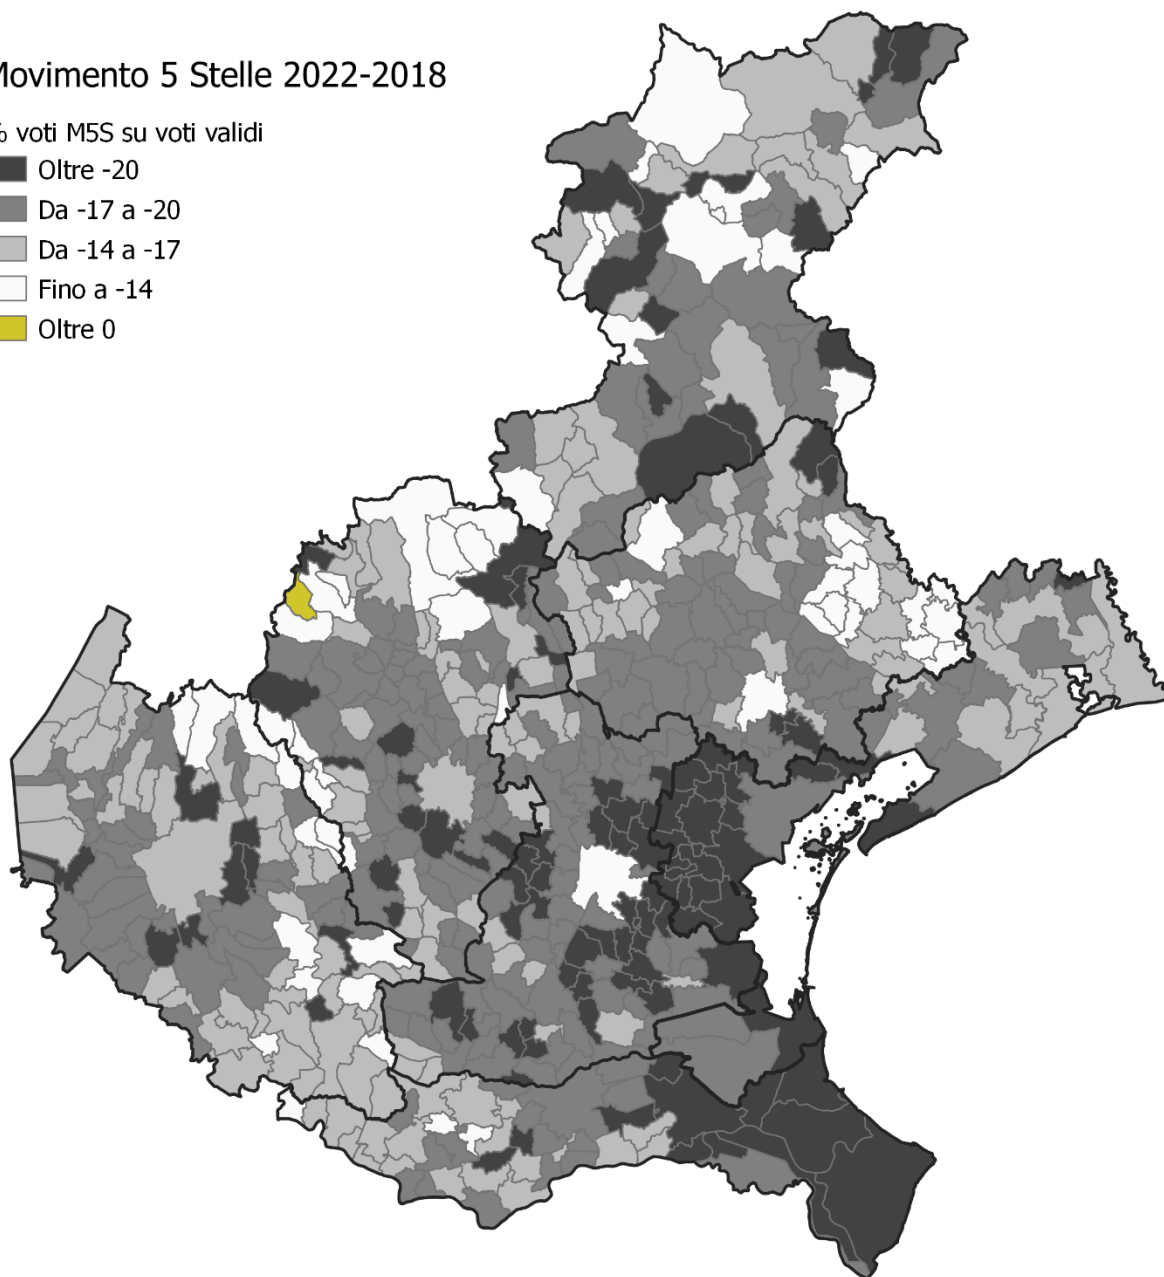 Movimento 5 Stelle 2022-2018
% voti M5S su voti validi
Oltre -20
Da -17 a -20
Da -14 a -17
Fino a -14
Oltre 0